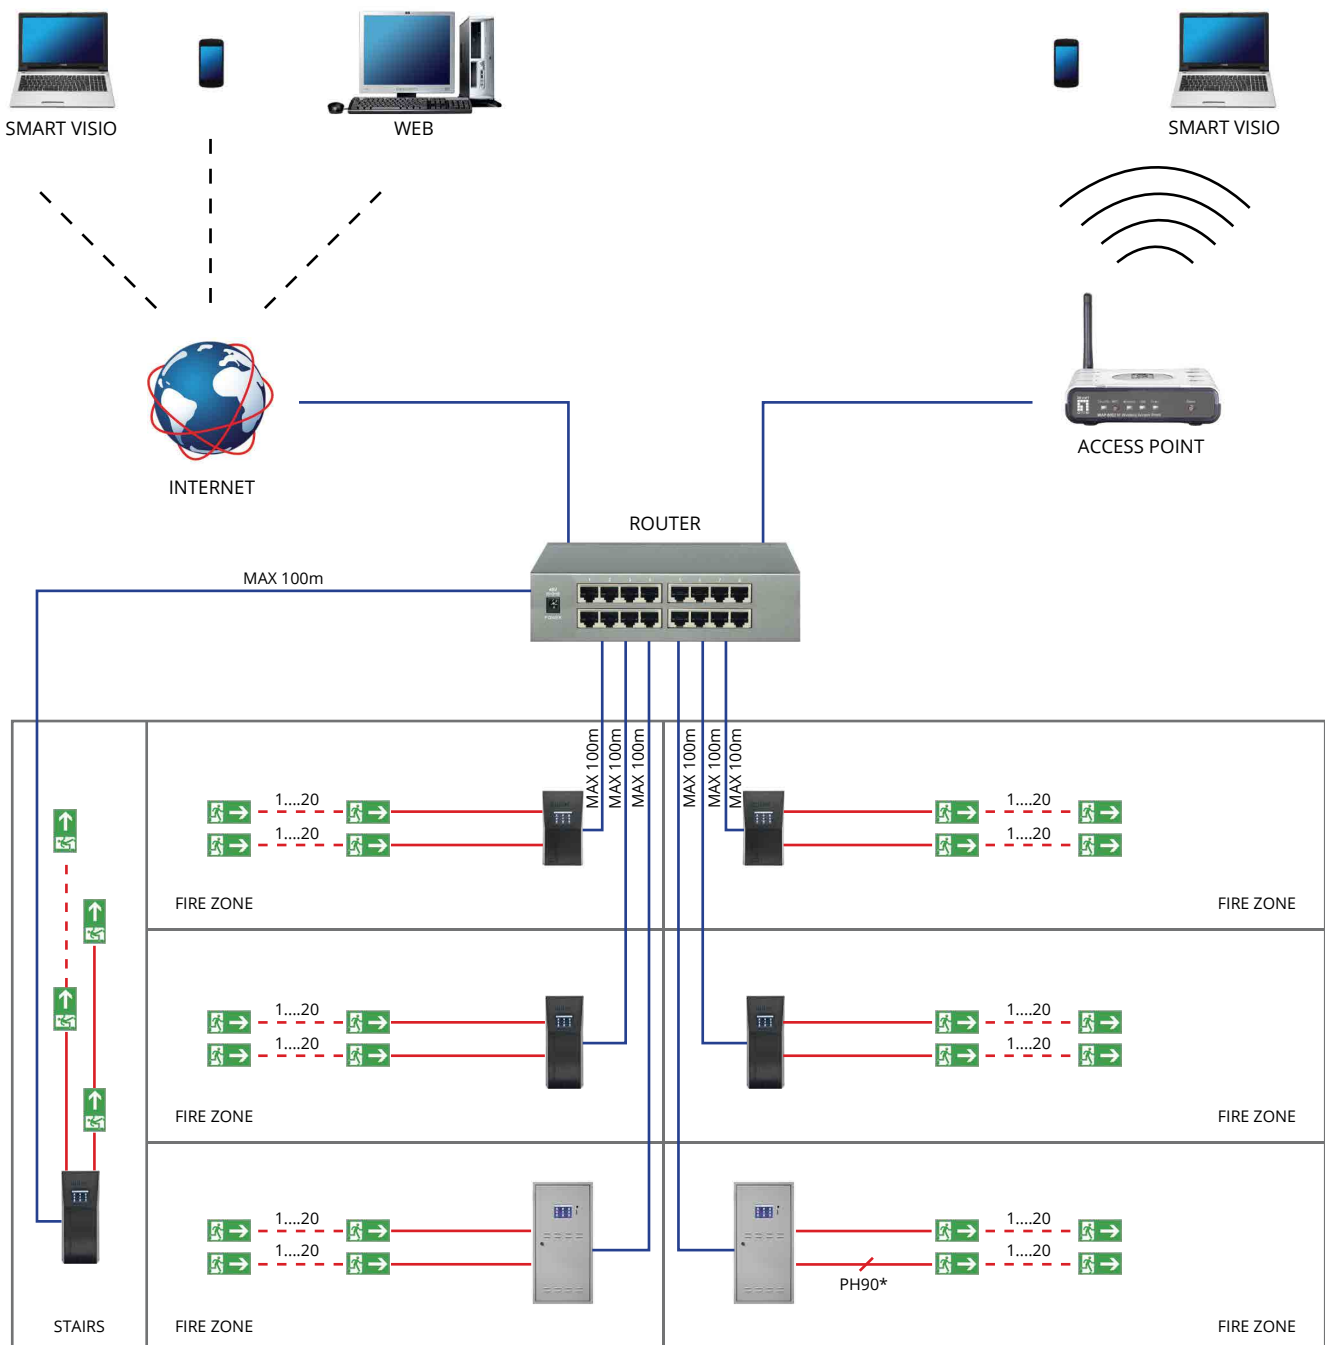 SMART VISIO
WEB
SMART VISIO
INTERNET
ACCESS POINT
ROUTER
POWER
MAX 100m
MAX 100m
MAX 100m
MAX 100m
MAX 100m
MAX 100m
MAX 100m
1....20
1....20
FIRE ZONE
1....20
1....20
FIRE ZONE
1....20
1....20
FIRE ZONE
1....20
1....20
FIRE ZONE
1....20
1....20
STAIRS
FIRE ZONE
1....20
1....20
PH90*
FIRE ZONE